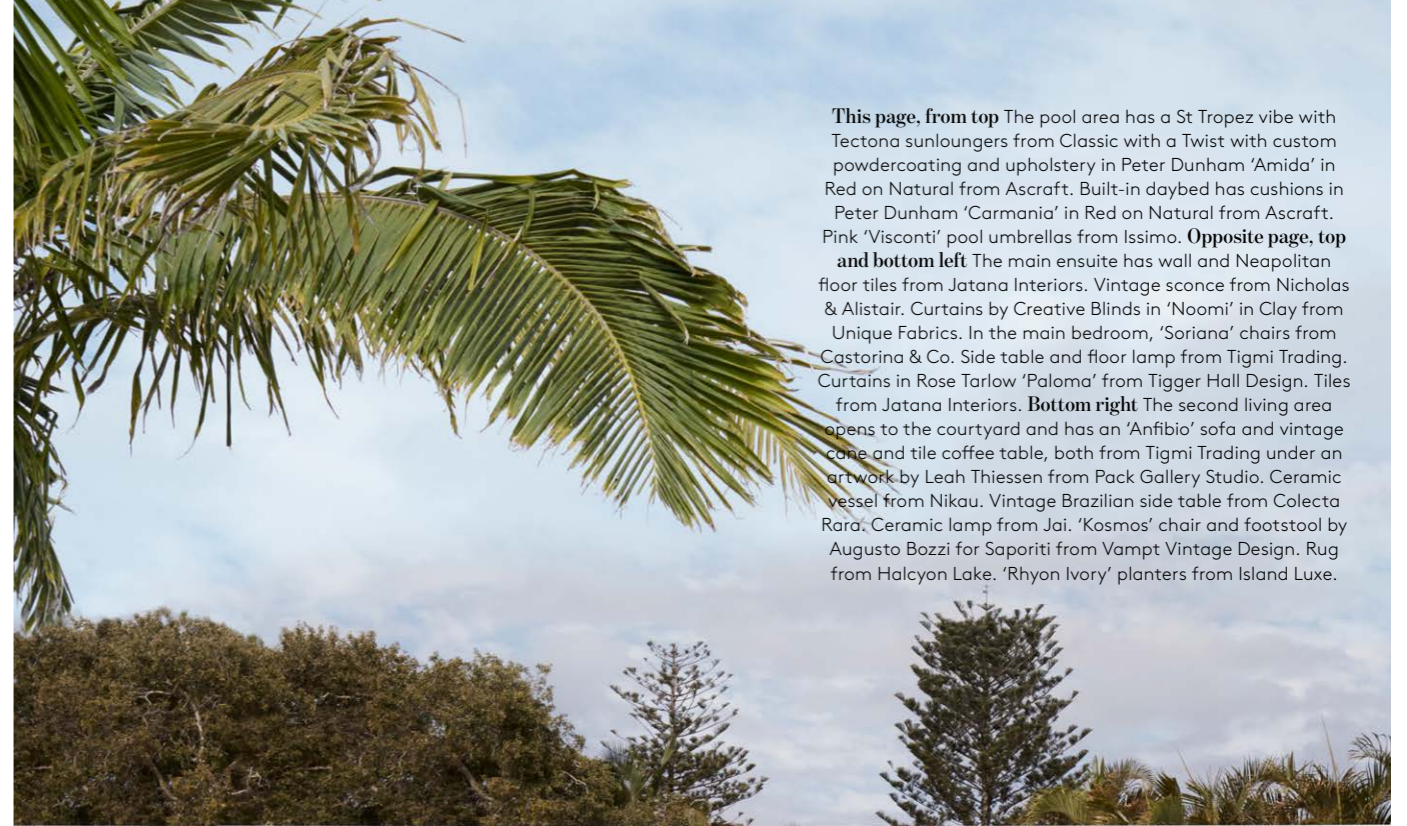 This page, from top The pool area has a St Tropez vibe with
Tectona sunloungers from Classic with a Twist with custom
powdercoating and upholstery in Peter Dunham ‘Amida’ in
Red on Natural from Ascraft. Built-in daybed has cushions in
Peter Dunham ‘Carmania’ in Red on Natural from Ascraft.
Pink ‘Visconti’ pool umbrellas from Issimo. Opposite page, top
and bottom left The main ensuite has wall and Neapolitan
floor tiles from Jatana Interiors. Vintage sconce from Nicholas
& Alistair. Curtains by Creative Blinds in ‘Noomi’ in Clay from
Unique Fabrics. In the main bedroom, ‘Soriana’ chairs from
Castorina & Co. Side table and floor lamp from Tigmi Trading.
Curtains in Rose Tarlow ‘Paloma’ from Tigger Hall Design. Tiles
from Jatana Interiors. Bottom right The second living area
opens to the courtyard and has an ‘Anfibio’ sofa and vintage
cane and tile coffee table, both from Tigmi Trading under an
artwork by Leah Thiessen from Pack Gallery Studio. Ceramic
vessel from Nikau. Vintage Brazilian side table from Colecta
Rara. Ceramic lamp from Jai. ‘Kosmos’ chair and footstool by
Augusto Bozzi for Saporiti from Vampt Vintage Design. Rug
from Halcyon Lake. ‘Rhyon Ivory’ planters from Island Luxe.